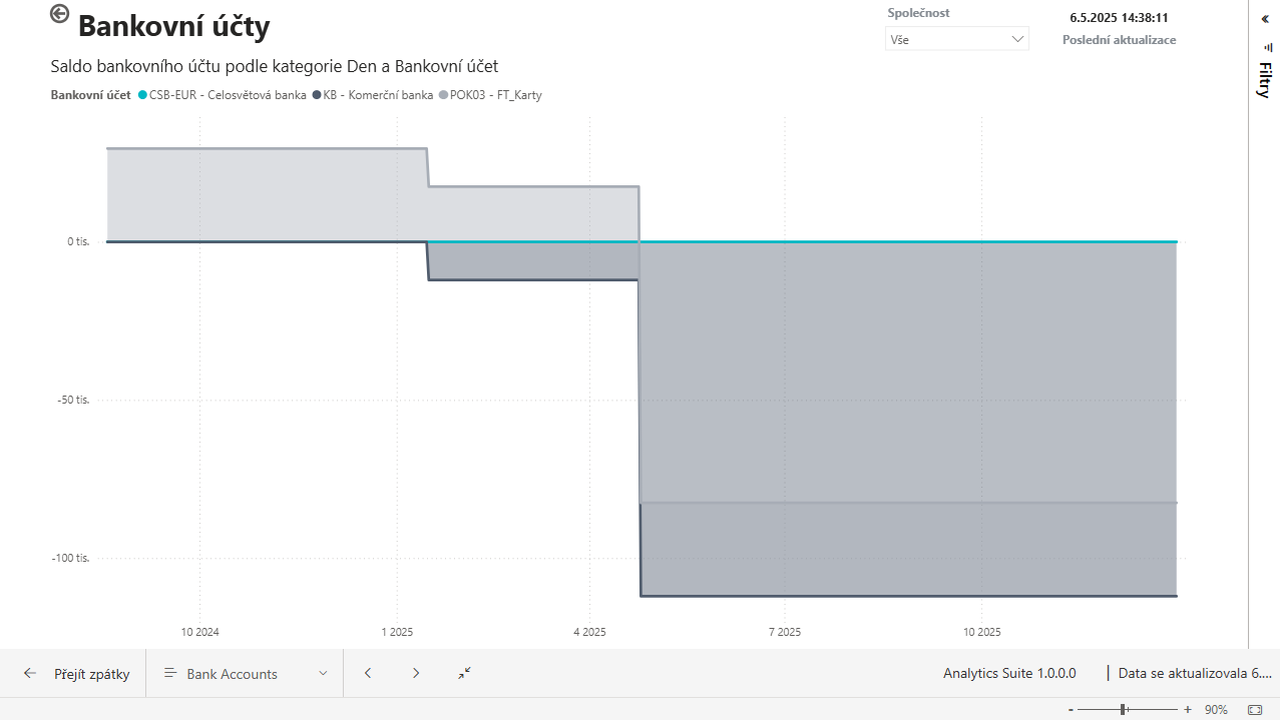 Bankovní účty
Společnost
Vše
6.5.2025 14:38:11
Poslední aktualizace
Filtry
Saldo bankovního účtu podle kategorie Den a Bankovní účet
Bankovní účet CSB-EUR - Celosvětová banka KB - Komerční banka POK03 - FT_Karty
0 tis.
-50 tis.
-100 tis.
10 2024 1 2025 4 2025 7 2025 10 2025
Přejít zpátky Bank Accounts Analytics Suite 1.0.0.0 | Data se aktualizovala 6....
- + 90%